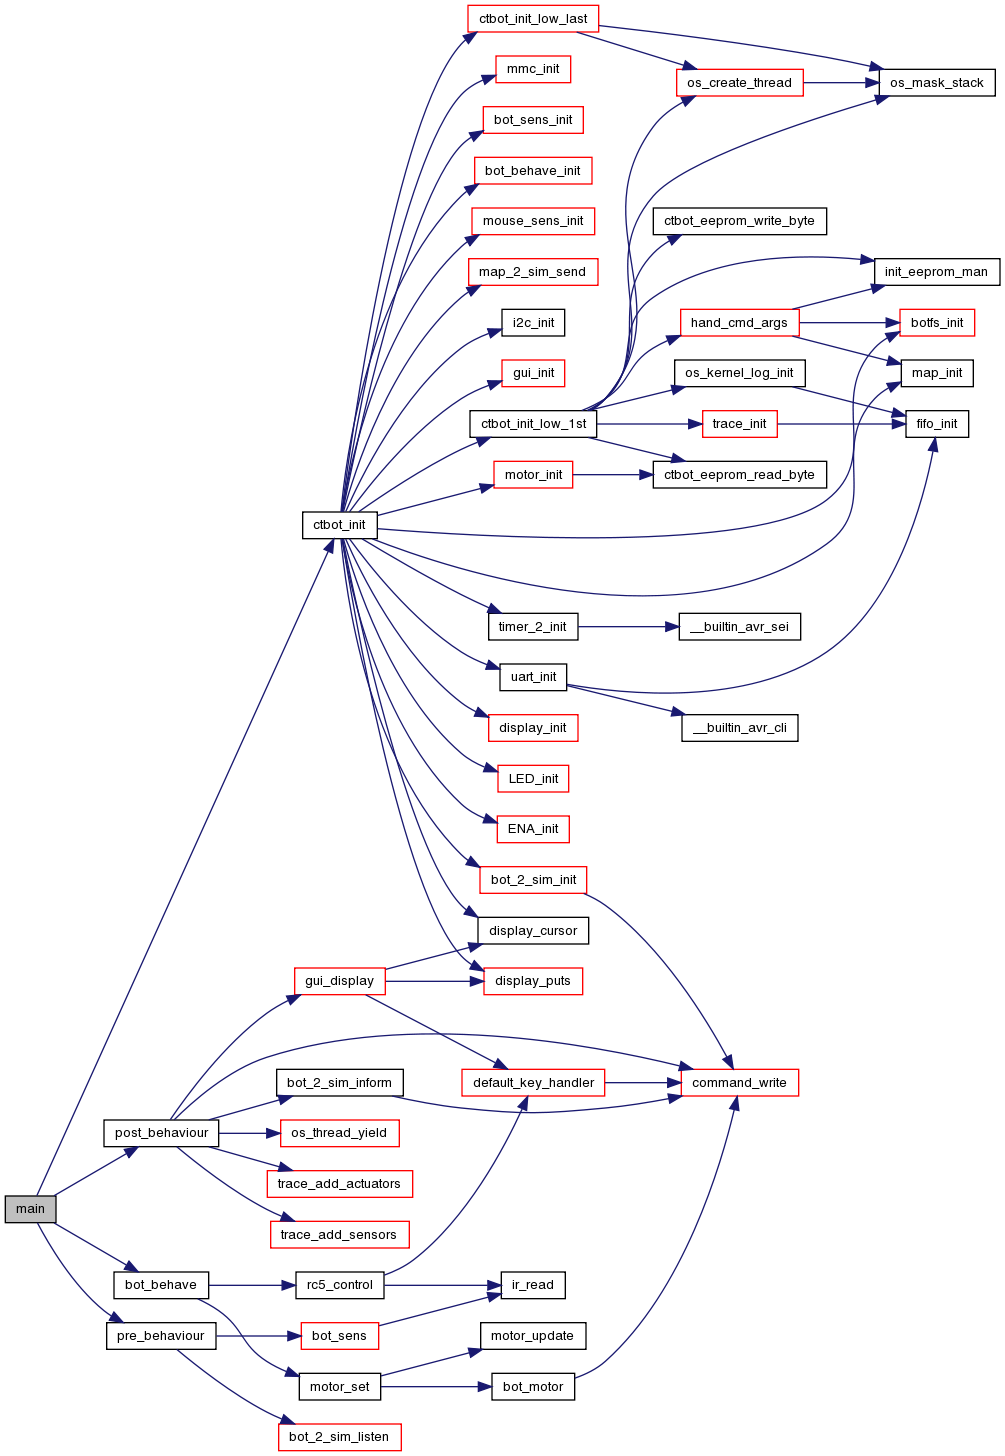 ctbot_init_low_last
mmc_init
os_create_thread
os_mask_stack
bot_sens_init
bot_behave_init
mouse_sens_init
ctbot_eeprom_write_byte
map_2_sim_send
init_eeprom_man
i2c_init
hand_cmd_args
botfs_init
gui_init
os_kernel_log_init
map_init
ctbot_init_low_1st
trace_init
fifo_init
motor_init
ctbot_eeprom_read_byte
ctbot_init
timer_2_init
__builtin_avr_sei
uart_init
display_init
__builtin_avr_cli
LED_init
ENA_init
bot_2_sim_init
display_cursor
gui_display
display_puts
bot_2_sim_inform
default_key_handler
command_write
post_behaviour
os_thread_yield
trace_add_actuators
main
trace_add_sensors
bot_behave
rc5_control
ir_read
pre_behaviour
bot_sens
motor_update
motor_set
bot_motor
bot_2_sim_listen